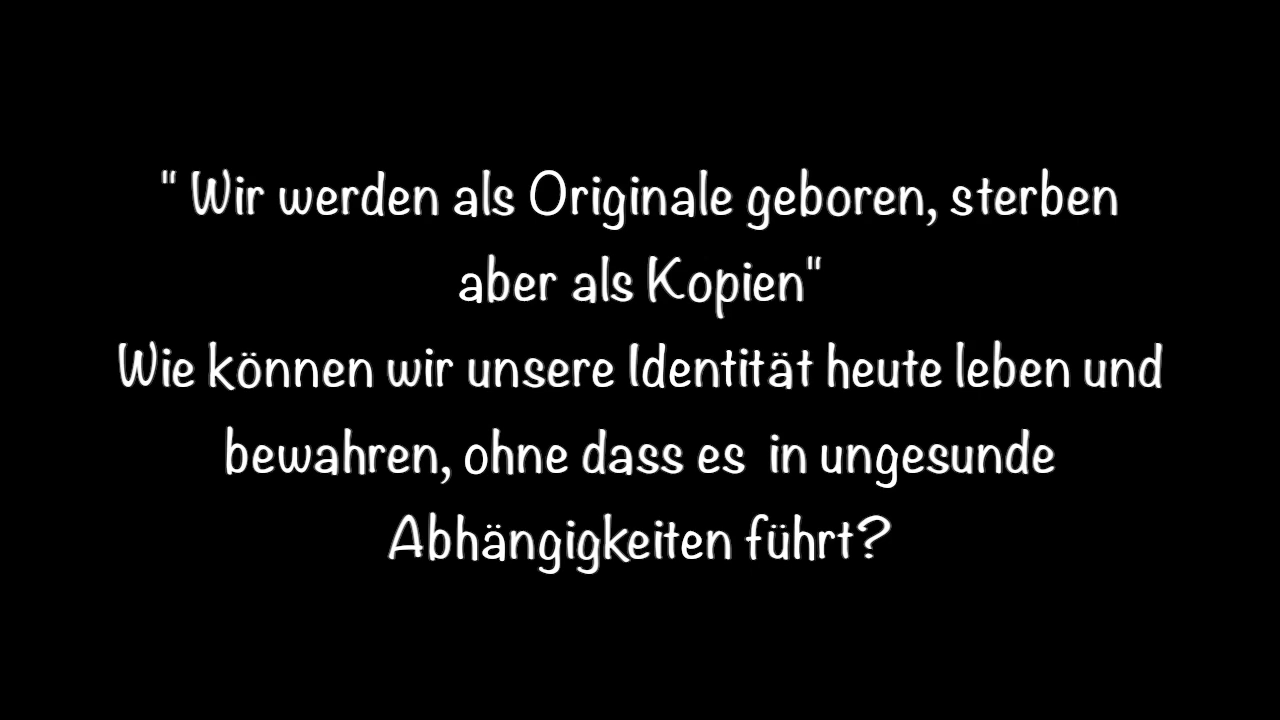 " Wir werden als Originale geboren, sterben
aber als Kopien"
Wie können wir unsere Identität heute leben und
bewahren, ohne dass es  in ungesunde
Abhängigkeiten führt?